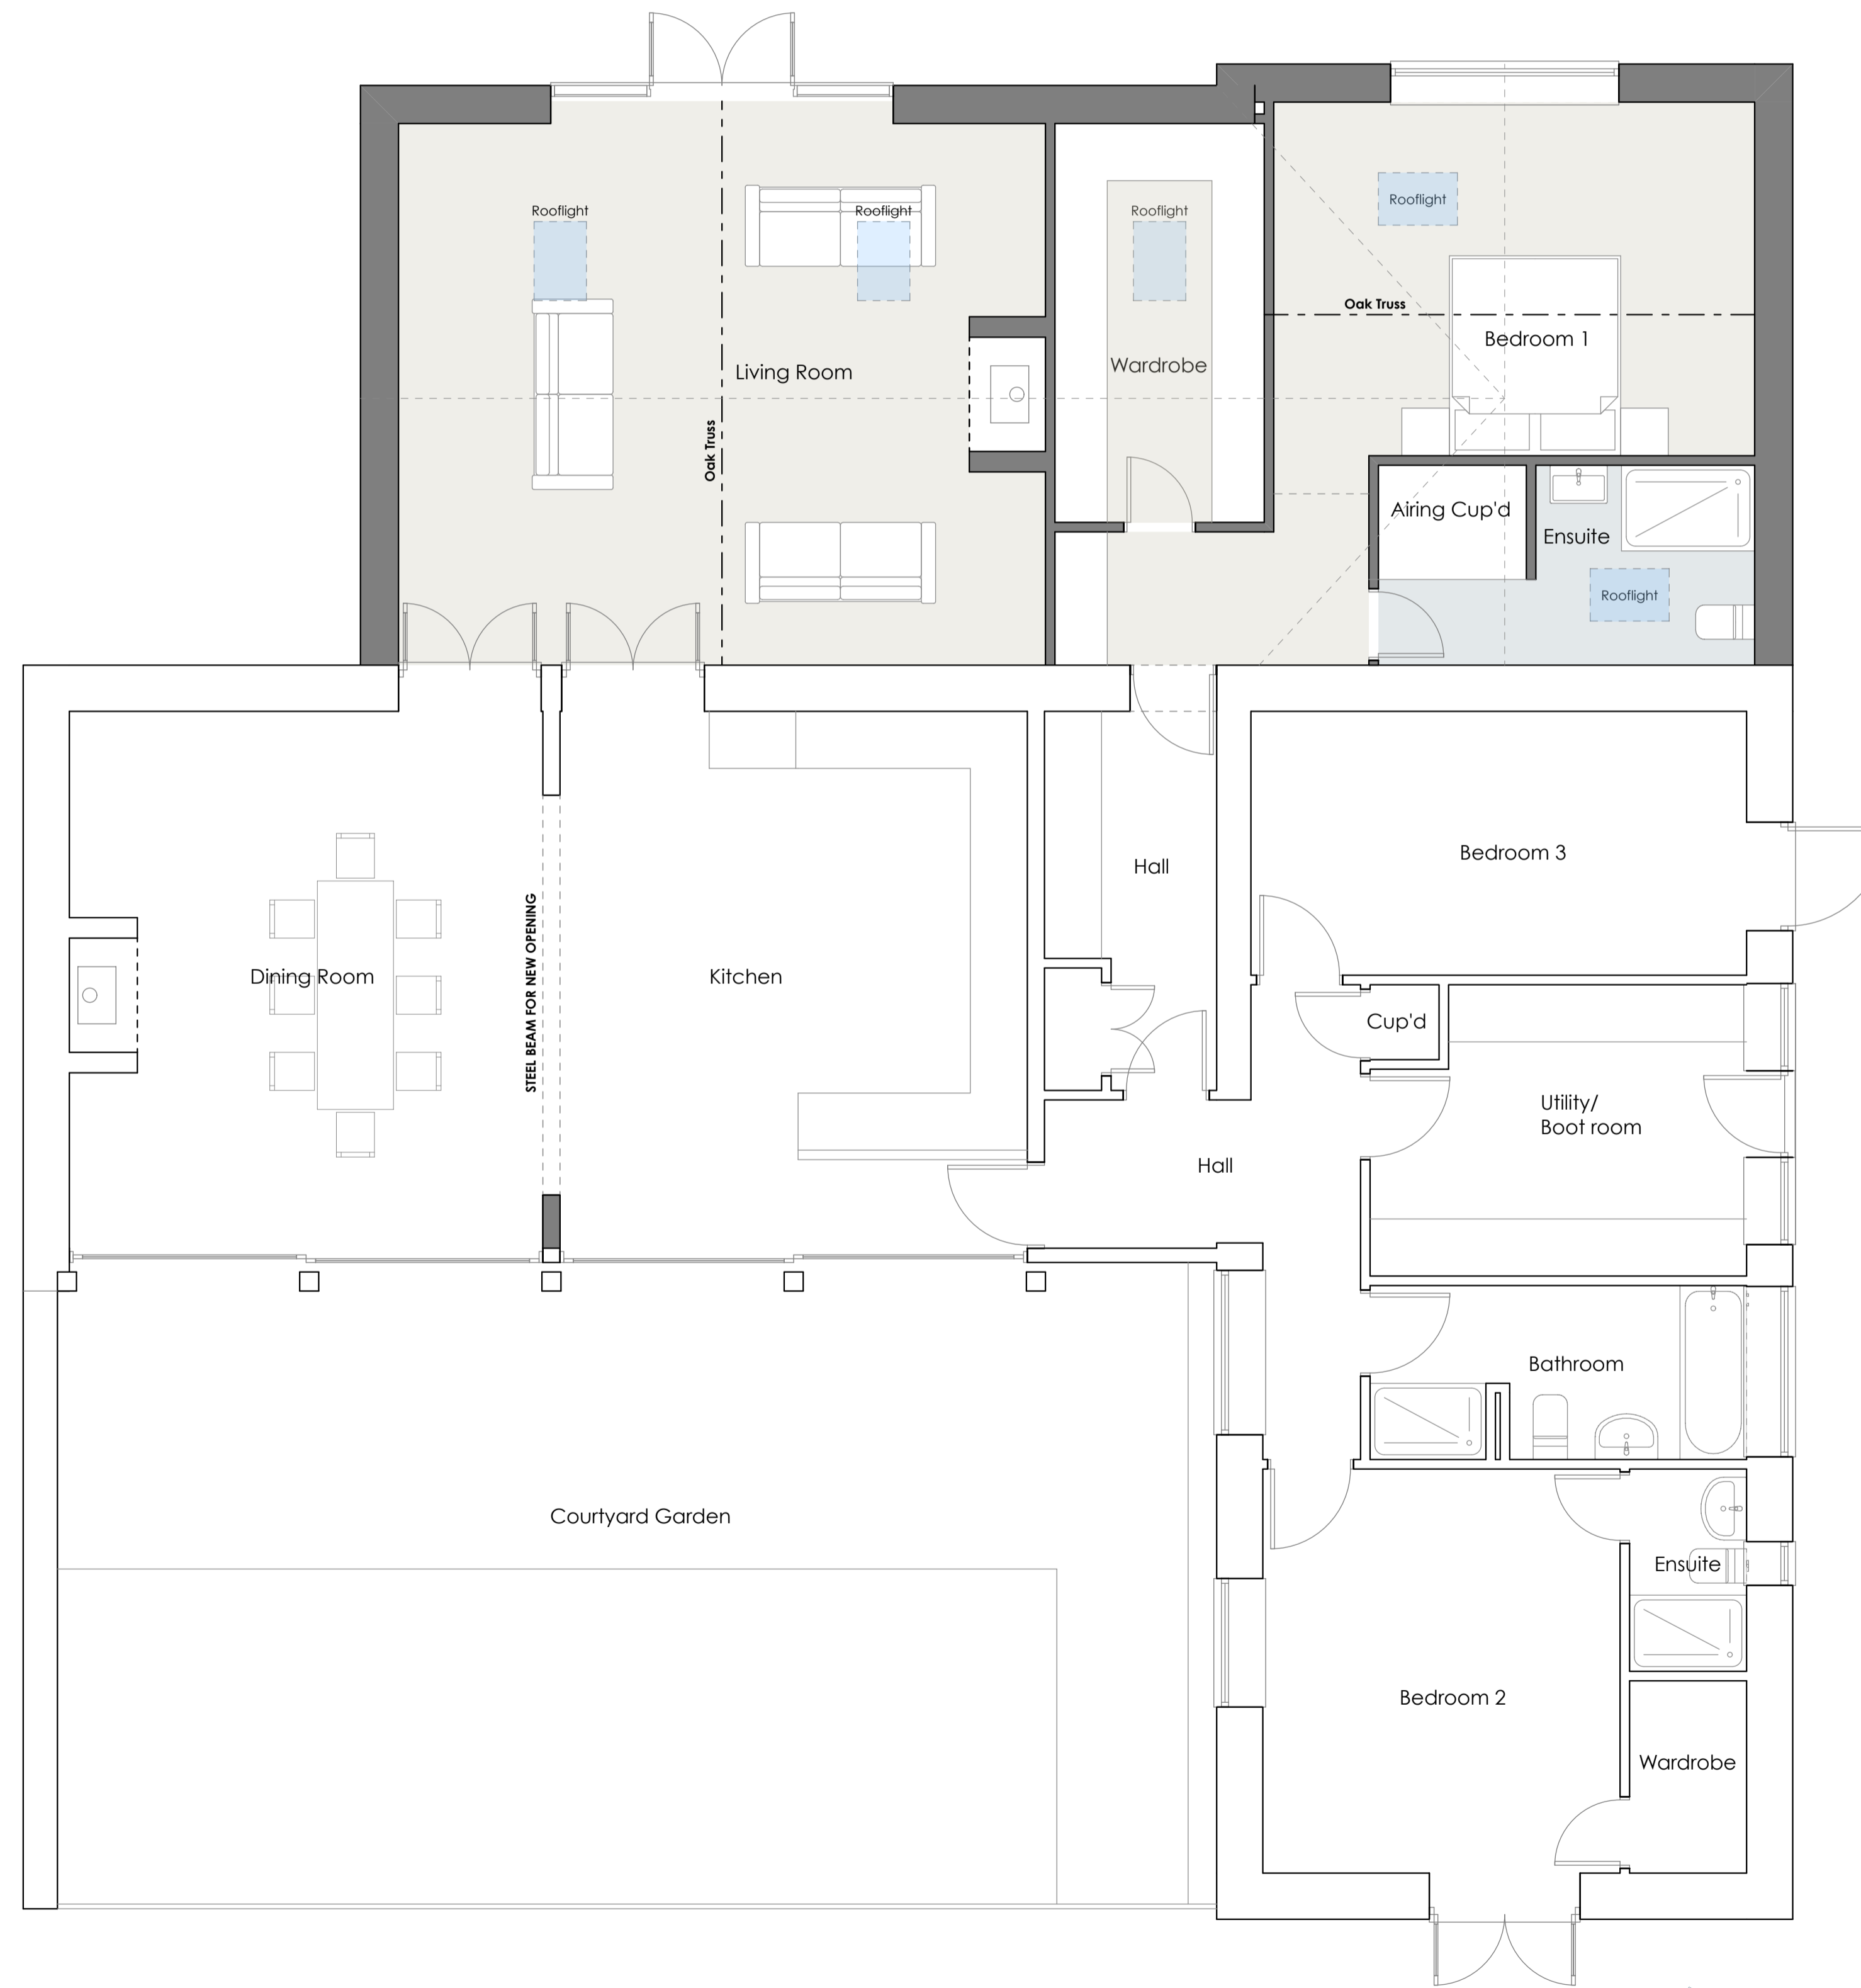 Rooflight
Rooflight
Rooflight
Rooflight
Oak Truss
Bedroom 1
Living Room
Wardrobe
Oak Truss
Airing Cup'd
Ensuite
Rooflight
Hall
Bedroom 3
STEEL BEAM FOR NEW OPENING
Dining Room
Kitchen
Cup'd
Utility/
Boot room
Hall
Bathroom
Courtyard Garden
Ensuite
Bedroom 2
Wardrobe